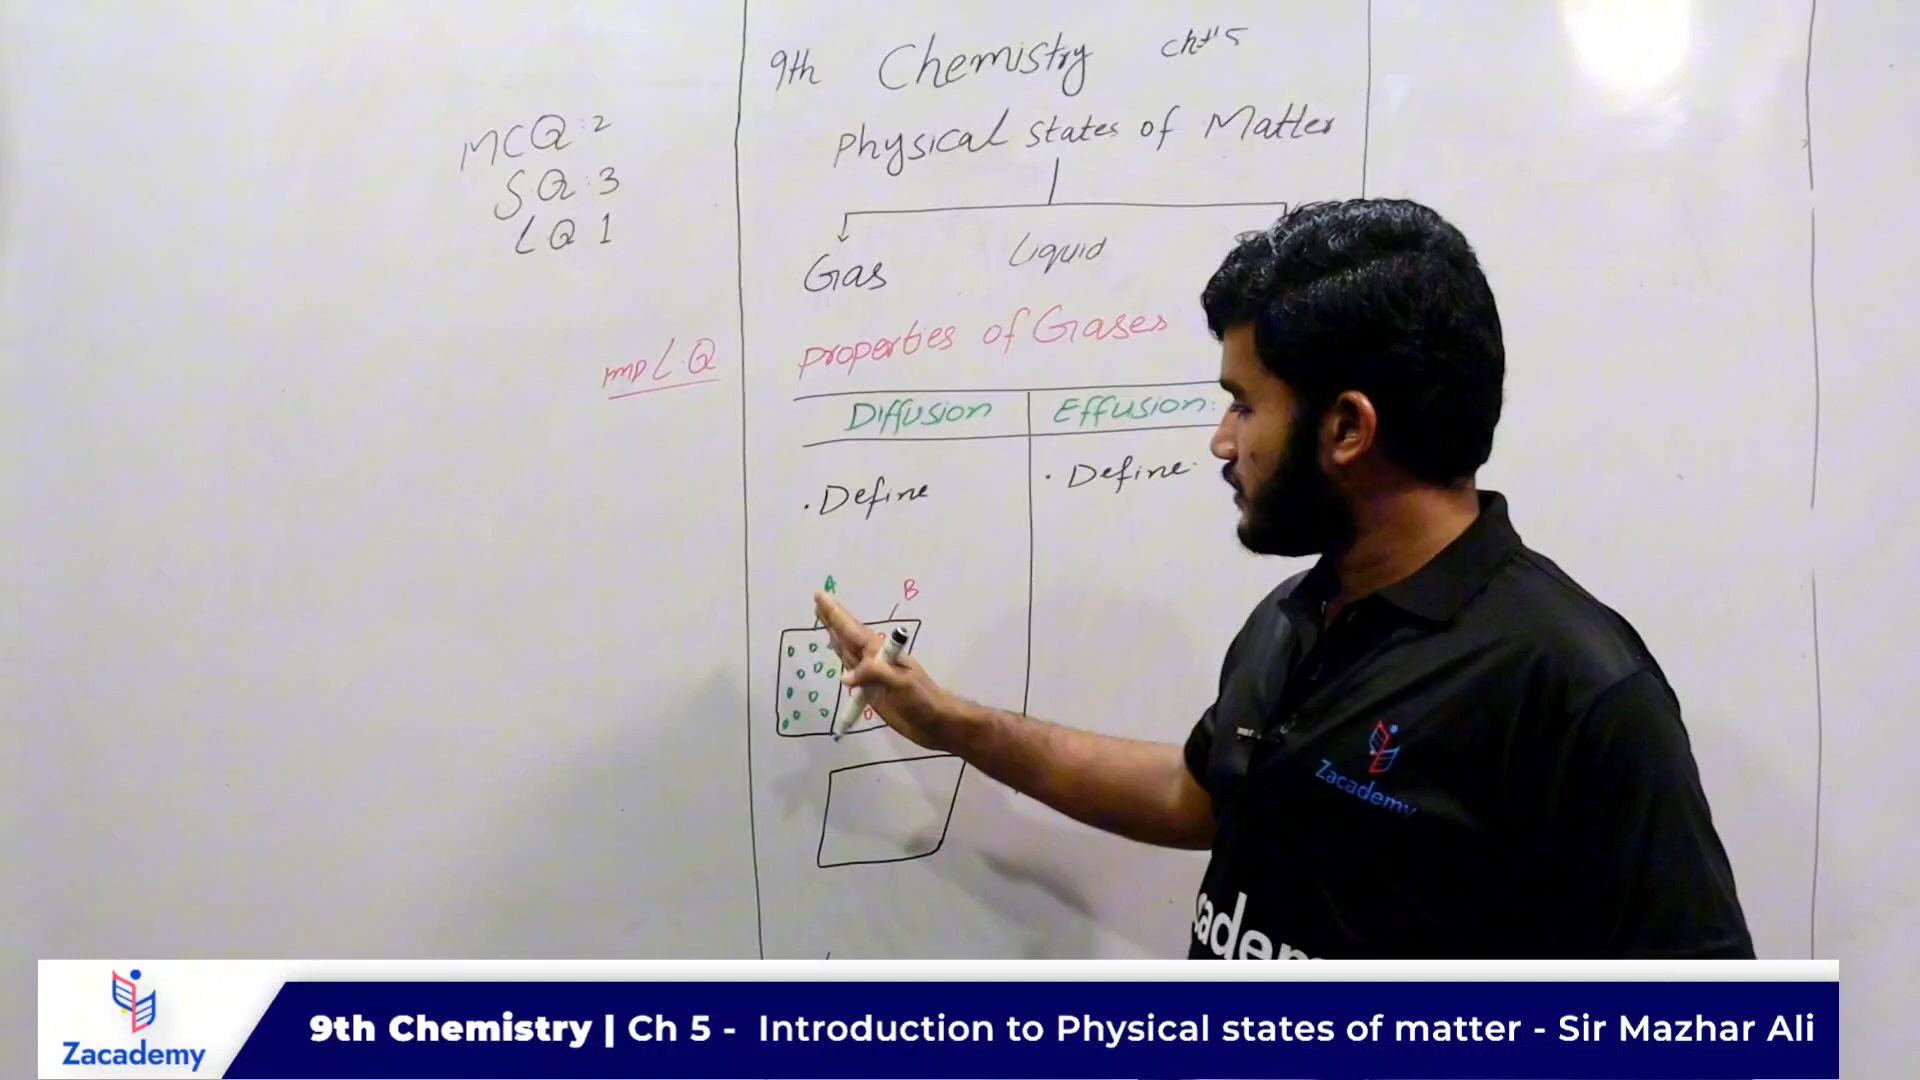 9th Chemistry Ch#5
Physical states of Matter
MCQ:2
SQ:3
LQ 1
Gas
Liquid
Imp L.Q
Properties of Gases
Diffusion
Effusion:
. Define
. Define.
A
B
Zacademy
Zacademy
9th Chemistry | Ch 5 - Introduction to Physical states of matter - Sir Mazhar Ali